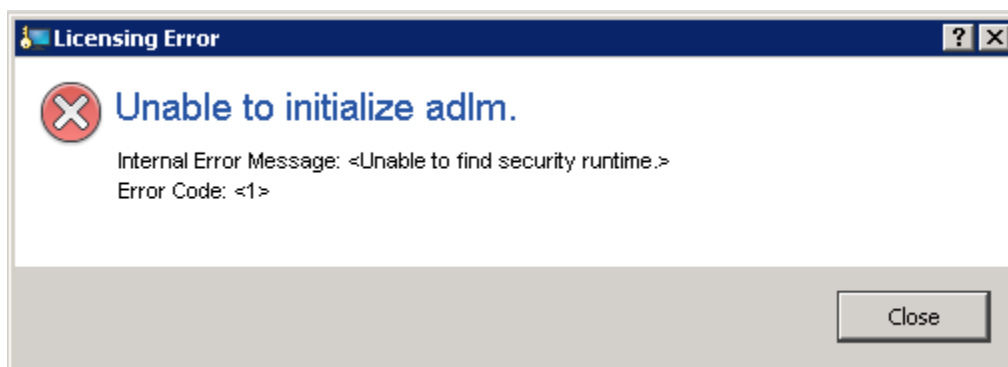 Licensing Error
Unable to initialize adlm.
Internal Error Message: <Unable to find security runtime.>
Error Code: <1>
Close